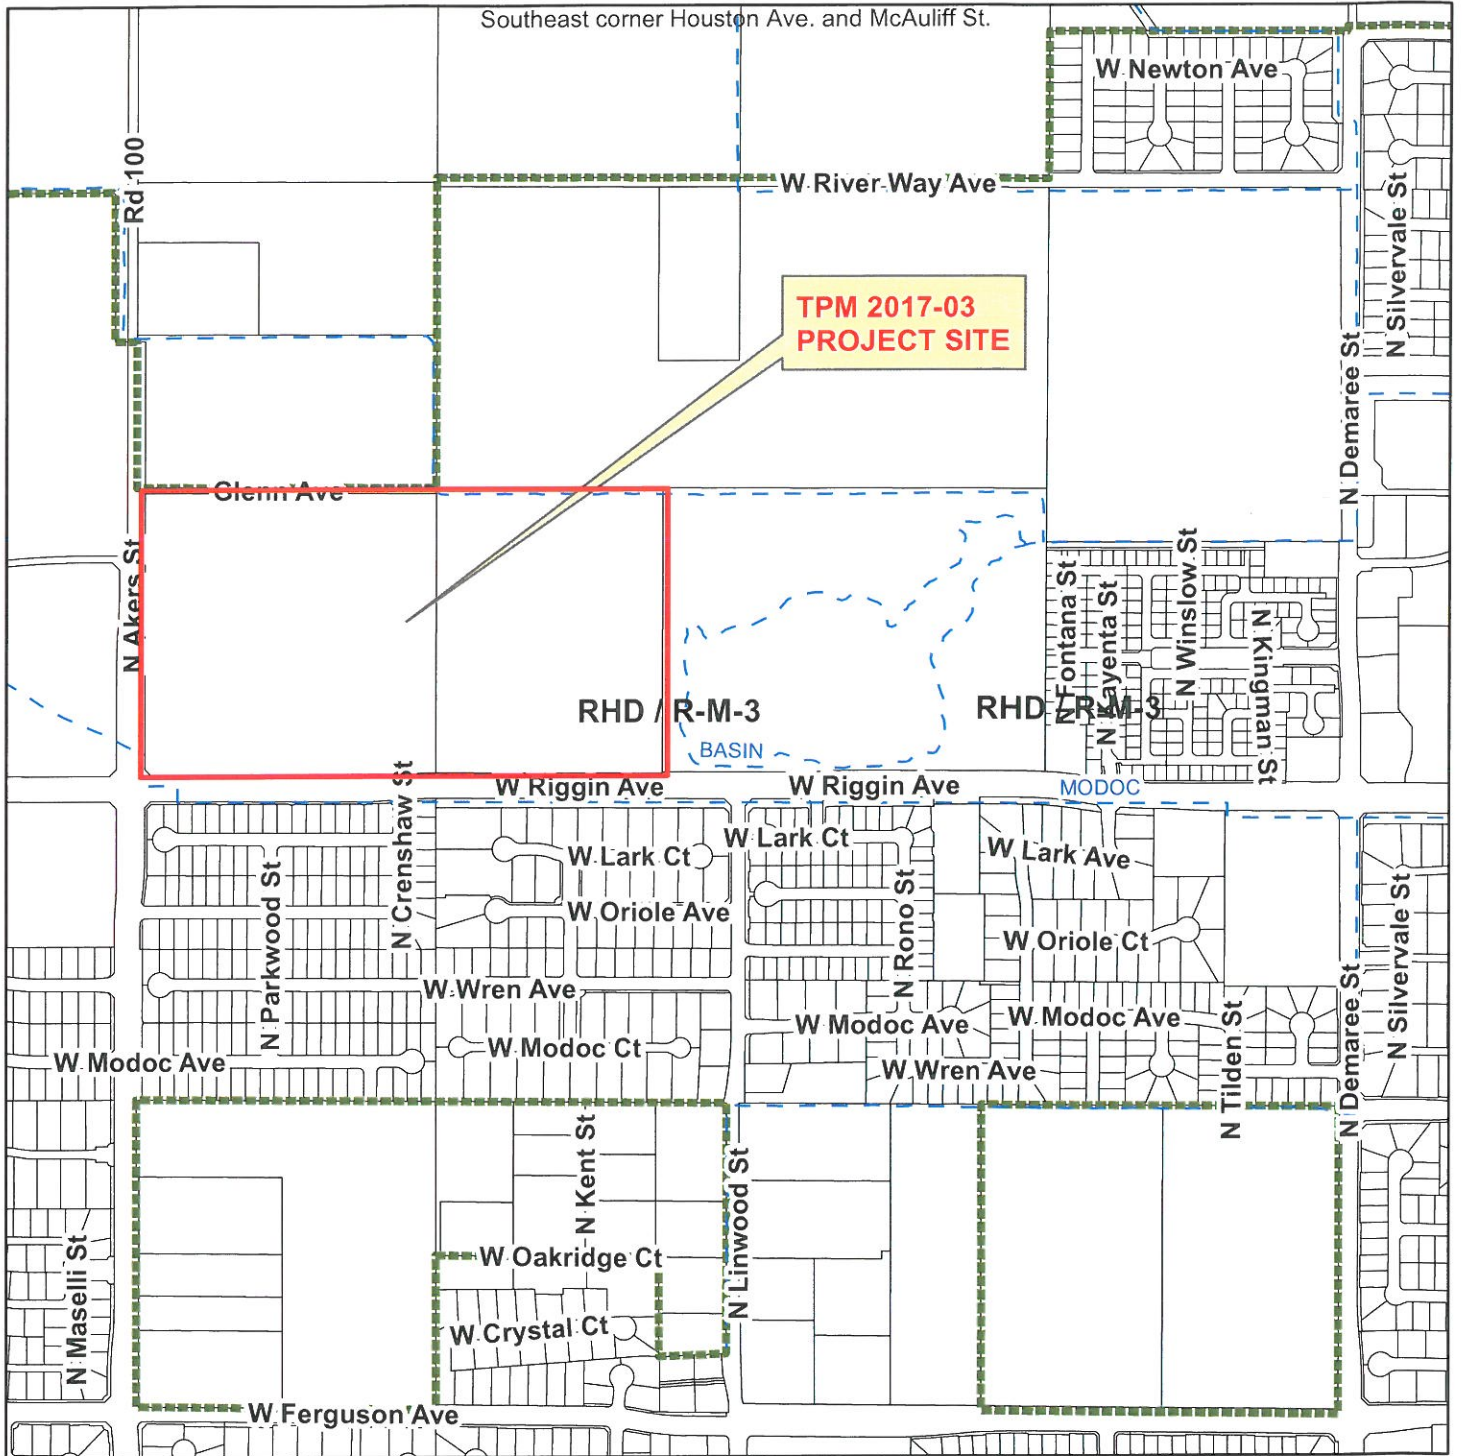 Southeast corner Houston Ave. and McAuliff St.
W Newton Ave
Rd 100
W River Way Ave
N Silvervale St
TPM 2017-03
PROJECT SITE
N Demaree St
Glenn Ave
N Akers St
N Fontana St
N Kayenta St
N Winslow St
N Kingman St
RHD / R-M-3
RHD / R-M-3
BASIN
W Riggin Ave
W Riggin Ave
MODOC
N Crenshaw St
W Lark Ct
W Lark Ct
W Lark Ave
N Parkwood St
W Oriole Ave
N Rono St
W Oriole Ct
N Silvervale St
W Wren Ave
W Modoc Ave
W Modoc Ave
N Tilden St
N Demaree St
W Modoc Ct
W Modoc Ave
W Wren Ave
N Kent St
N Linwood St
N Maselli St
W Oakridge Ct
W Crystal Ct
W Ferguson Ave